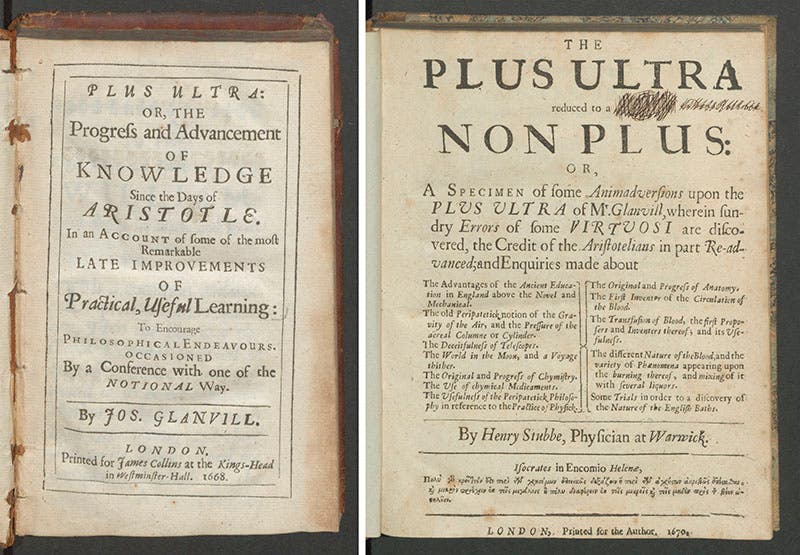 PLUS ULTRA:
OR, THE
Progreſs and Advancement
OF
KNOWLEDGE
Since the Days of
ARISTOTLE.
In an ACCOUNT of ſome of the moſt
Remarkable
LATE IMPROVEMENTS
OF
Practical, Uſeful Learning:
To Encourage
PHILOSOPHICAL ENDEAVOURS.
OCCASIONED
By a Conference with one of the
NOTIONAL Way.
By JOS. GLANVILL.
LONDON,
Printed for James Collins at the Kings-Head
in Weſtminſter-Hall. 1668.
THE
PLUS ULTRA
reduced to a
NON PLUS:
OR,
A SPECIMEN of ſome Animadverſions upon the
PLUS ULTRA of Mr. Glanvill, wherein ſun-
dry Errors of ſome VIRTUOSI are diſco-
vered, the Credit of the Ariſtotelians in part Re-ad-
vanced; and Enquiries made about
The Advantages of the Ancient Educa-
tion in England above the Novel and
Mechanical.
The old Peripatetick notion of the Gra-
vity of the Air, and the Preſſure of the
aereal Columne or Cylinder.
The Deceitfulneſs of Teleſcopes.
The World in the Moon, and a Voyage
thither.
The Original and Progreſs of Chymiſtry.
The Uſe of chymical Medicaments.
The Uſefulneſs of the Peripatetick Philoſo-
phy in reference to the Practice of Phyſick.
The Original and Progreſs of Anatomy.
The Firſt Inventer of the Circulation of
the Blood.
The Transfuſion of Blood, the firſt Propo-
ſers and Inventers thereof, and its Uſe-
fulneſs.
The different Nature of the Blood, and the
variety of Phænomena appearing upon
the burning thereof, and mixing of it
with ſeveral liquors.
Some Trials in order to a diſcovery of
the Nature of the Engliſh Baths.
By Henry Stubbe, Phyſician at Warwick.
Iſocrates in Encomio Helenæ,
LONDON, Printed for the Author, 1670.